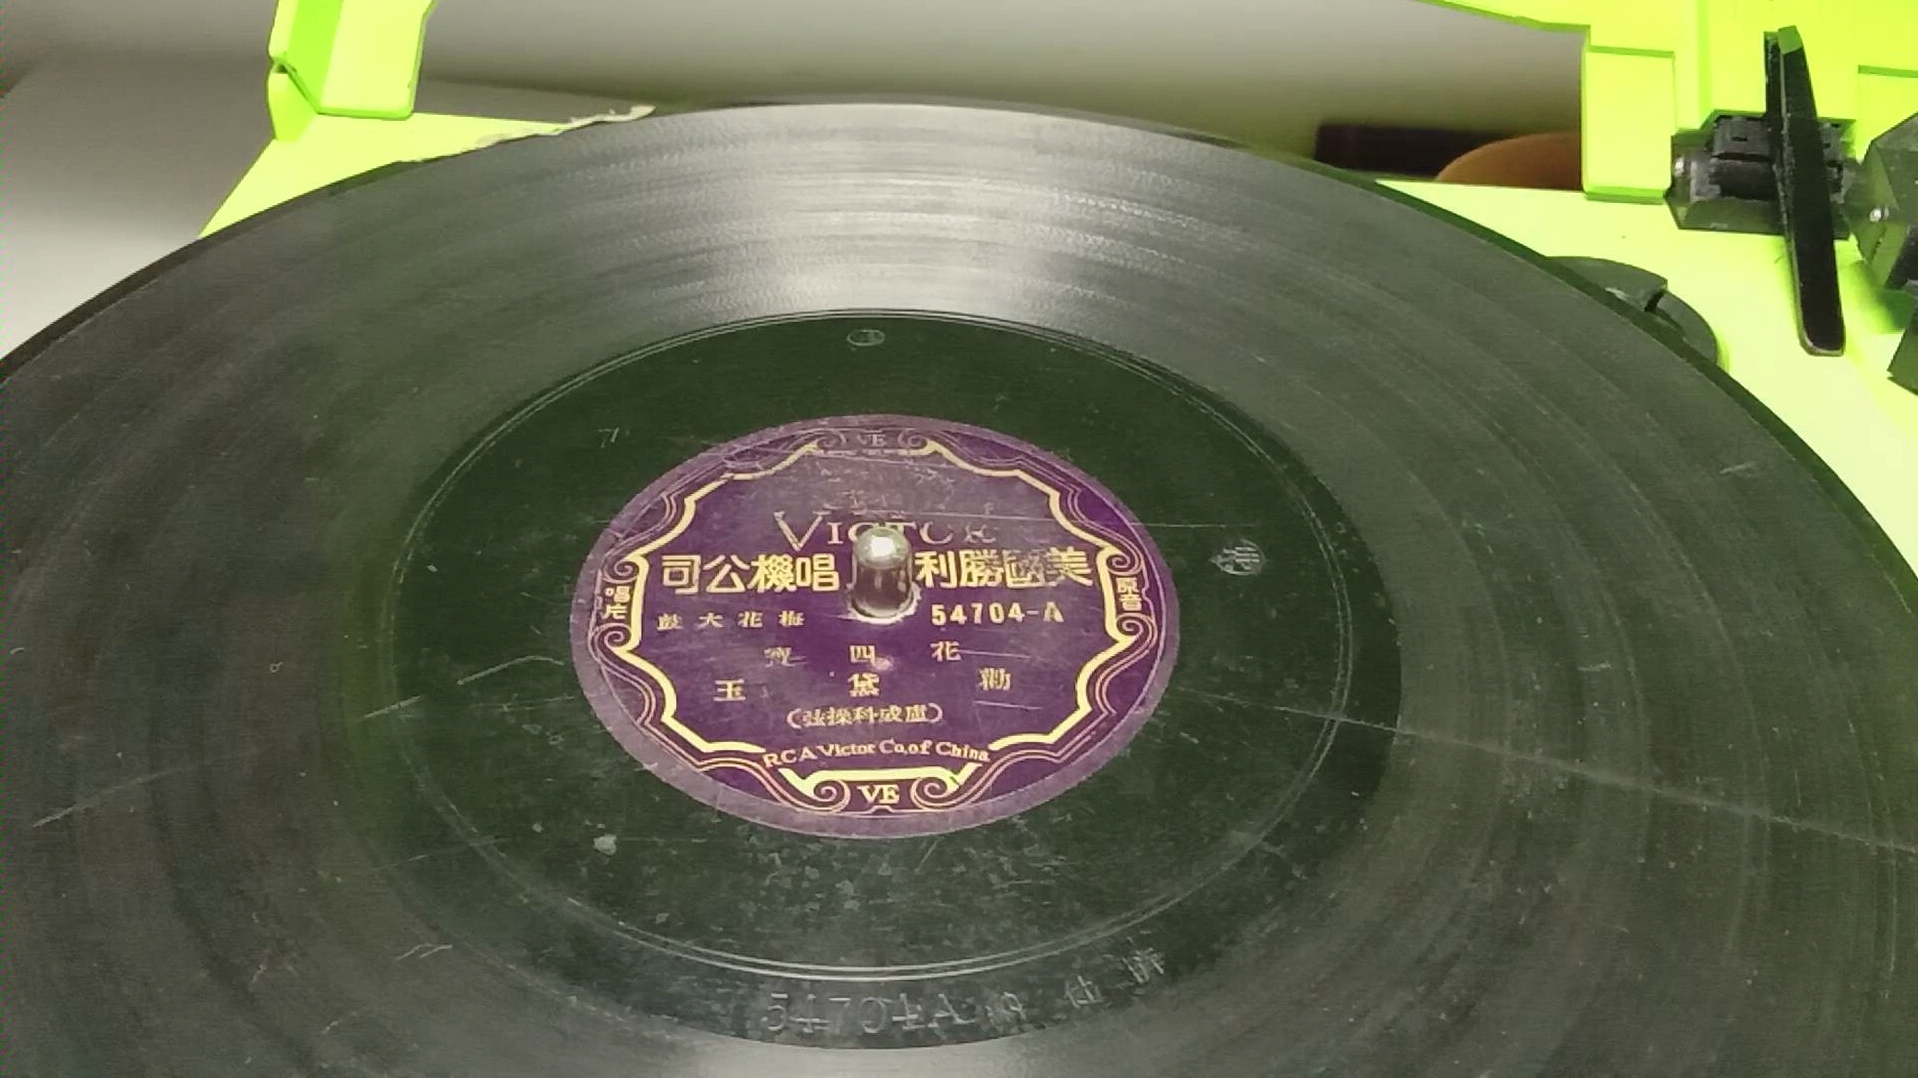 VE
VICTOR
美國勝利 唱機公司
梅花大鼓
54704-A
花四寶
勸黛玉
(盧成科操弦)
原音
唱片
RCA Victor Co. of China
VE
54704A